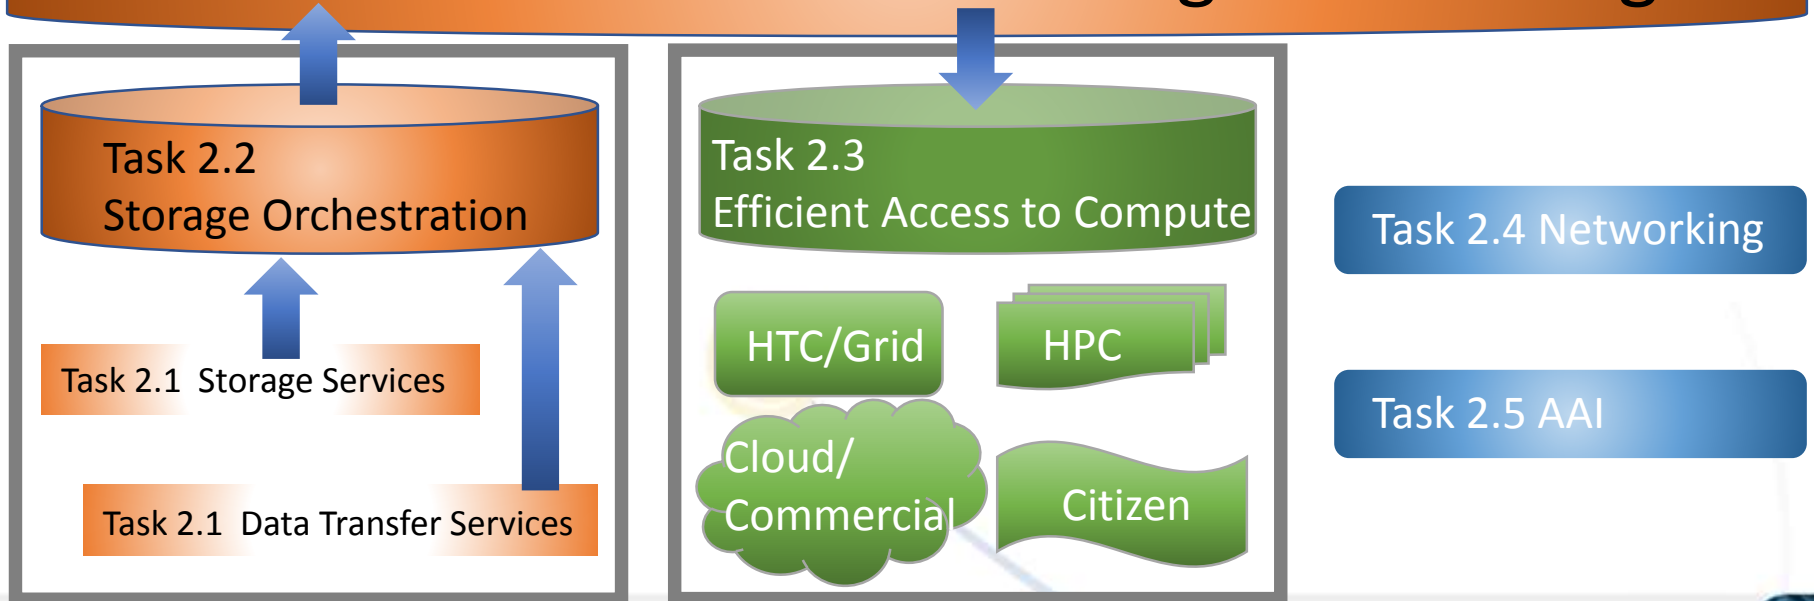 Task 2.2
Storage Orchestration
Task 2.1 Storage Services
Task 2.1 Data Transfer Services
Task 2.3
Efficient Access to Compute
HTC/Grid
HPC
Cloud/
Commercial
Citizen
Task 2.4 Networking
Task 2.5 AAI